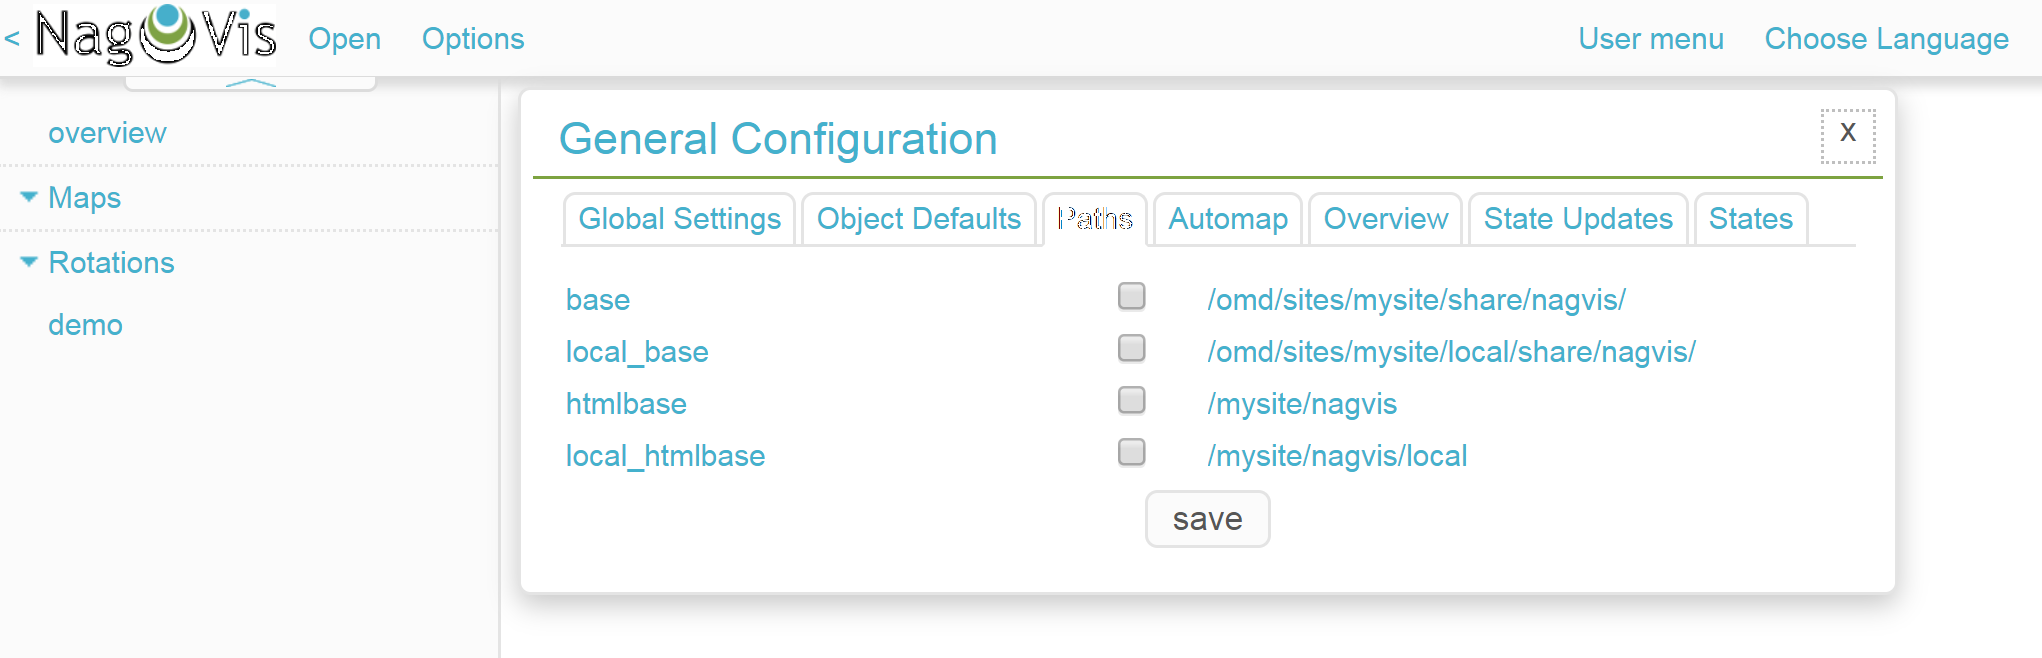 < NagVis Open Options User menu Choose Language
overview
Maps
Rotations
demo
General Configuration x
Global Settings Object Defaults Paths Automap Overview State Updates States
base /omd/sites/mysite/share/nagvis/
local_base /omd/sites/mysite/local/share/nagvis/
htmlbase /mysite/nagvis
local_htmlbase /mysite/nagvis/local
save